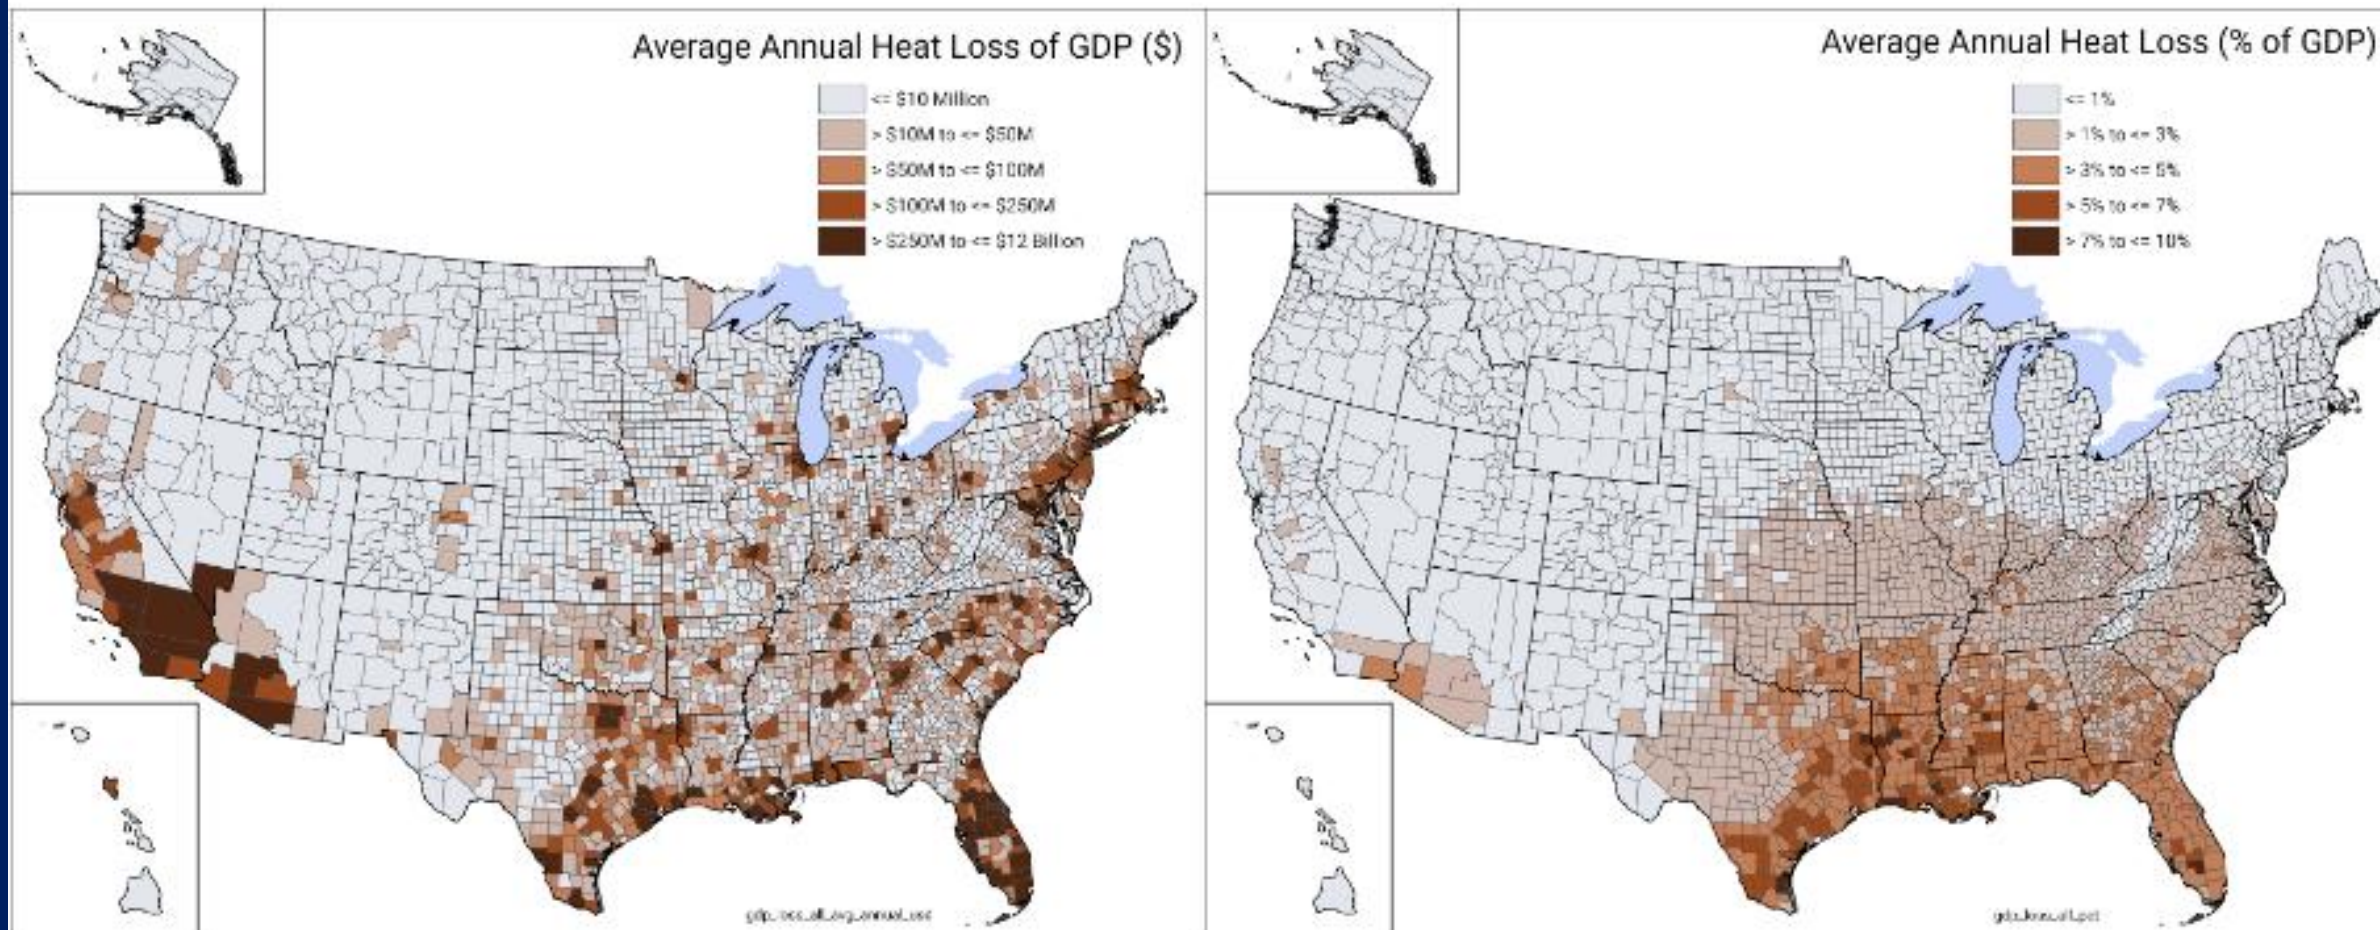 Average Annual Heat Loss of GDP ($)
<= $10 Million
> $10M to <= $50M
> $50M to <= $100M
> $100M to <= $250M
> $250M to <= $12 Billion
gdp_loss_all_avg_annual_usd
Average Annual Heat Loss (% of GDP)
<= 1%
> 1% to <= 3%
> 3% to <= 5%
> 5% to <= 7%
> 7% to <= 10%
gdp_loss_all_pct